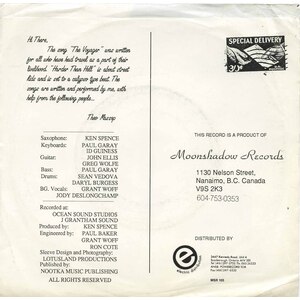 Hi There,
The song "The Voyager" was written
for all who have had travel as a part of their
livelihood. "Harder Than Hell" is about street
kids and is set to a calypso type beat. The
songs are written and performed by me, with
help from the following people...
Theo Massop
Saxophone: KEN SPENCE
Keyboards: PAUL GARAY
ID GUINESS
Guitar: JOHN ELLIS
GREG WOLFE
Bass: PAUL GARAY
Drums: SEAN VEDOVA
DARYL BURGESS
BG. Vocals: GRANT WOFF
JODY DESLONGCHAMP
Recorded at:
OCEAN SOUND STUDIOS
J GRANTHAM SOUND
Produced by: KEN SPENCE
Engineered by: PAUL BAKER
GRANT WOFF
RON COTE
Sleeve Design and Photography:
LOTUSLAND PRODUCTIONS
Published by:
NOOTKA MUSIC PUBLISHING
ALL RIGHTS RESERVED
SPECIAL DELIVERY
THIS RECORD IS A PRODUCT OF
Moonshadow Records
1130 Nelson Street,
Nanaimo, B.C. Canada
V9S 2K3
604-753-0353
DISTRIBUTED BY
e
electric distribution
MSR 105